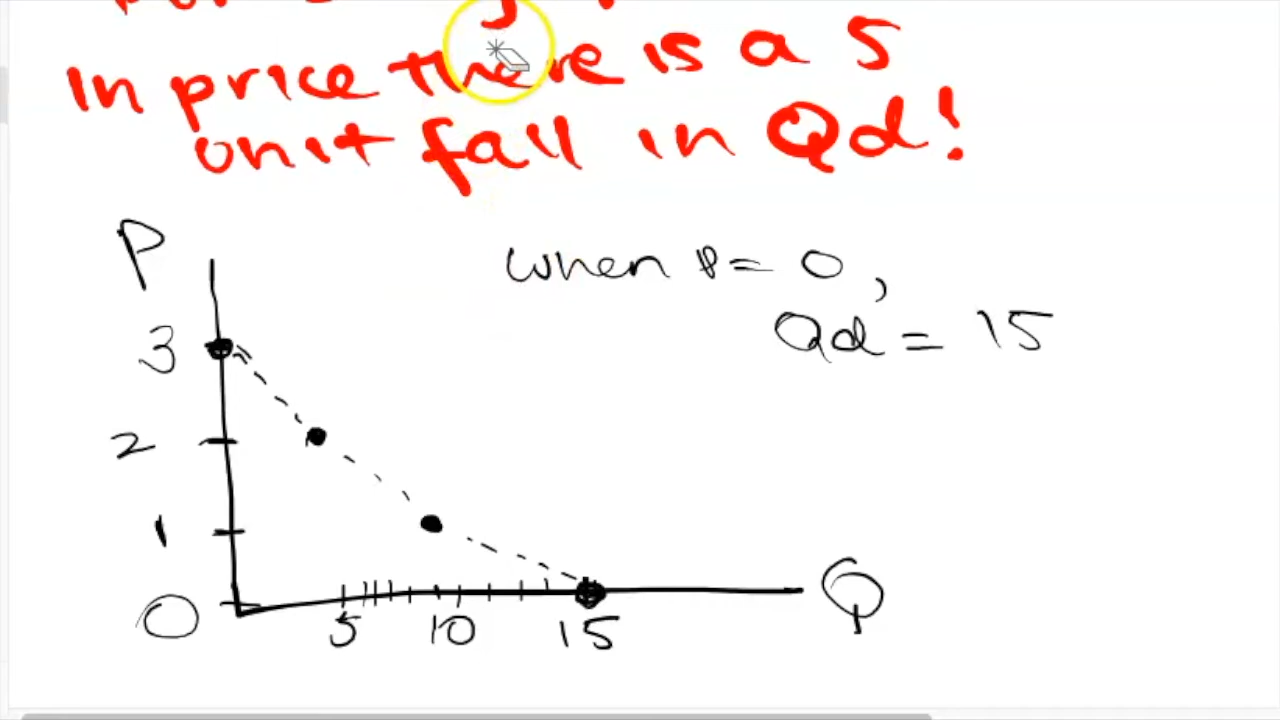 In price there is a 5
unit fall in Qd!
P
when P = 0,
Qd = 15
3
2
1
0
5 10 15
Q